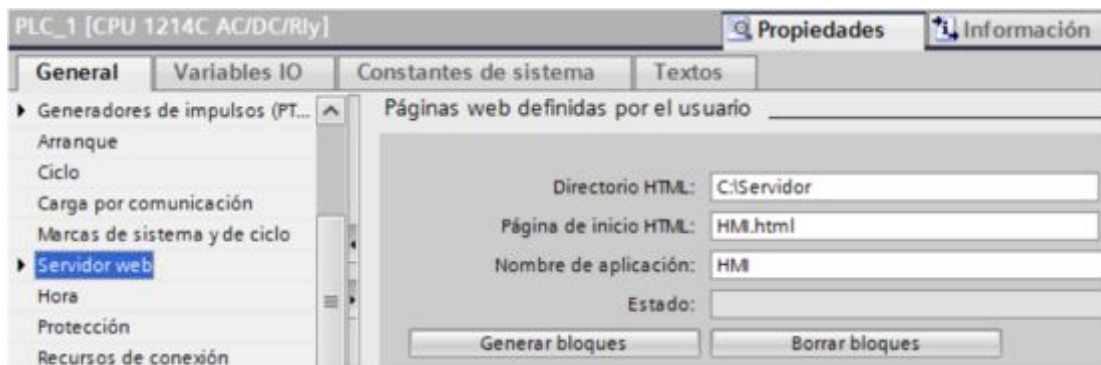 PLC_1 [CPU 1214C AC/DC/Rly]
Propiedades
Información
General
Variables IO
Constantes de sistema
Textos
Generadores de impulsos (PT...
Arranque
Ciclo
Carga por comunicación
Marcas de sistema y de ciclo
Servidor web
Hora
Protección
Recursos de conexión
Páginas web definidas por el usuario
Directorio HTML: C:\Servidor
Página de inicio HTML: HMI.html
Nombre de aplicación: HMI
Estado:
Generar bloques
Borrar bloques